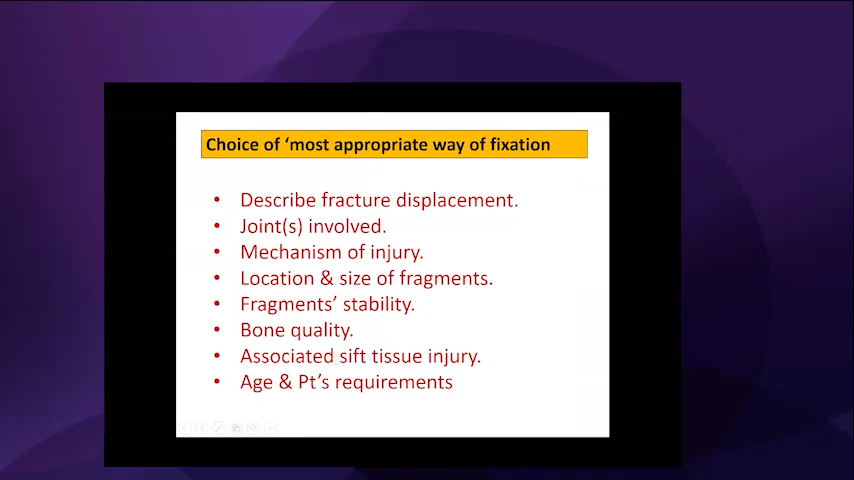 Choice of ‘most appropriate way of fixation
• Describe fracture displacement.
• Joint(s) involved.
• Mechanism of injury.
• Location & size of fragments.
• Fragments’ stability.
• Bone quality.
• Associated sift tissue injury.
• Age & Pt’s requirements